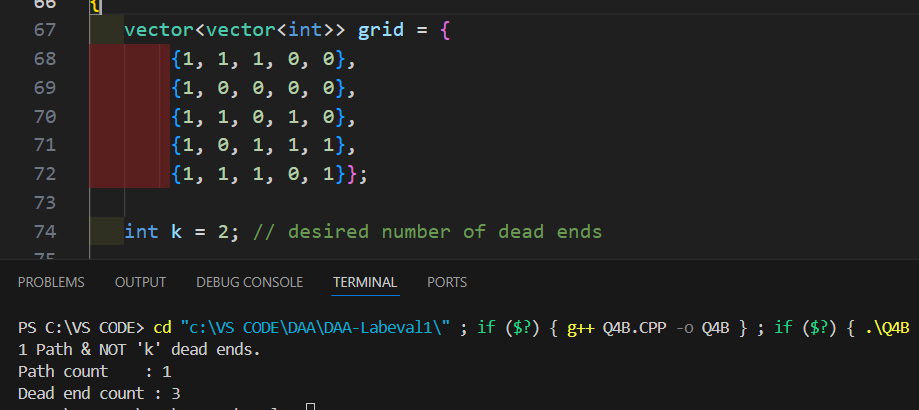 66 {
67 vector<vector<int>> grid = {
68 {1, 1, 1, 0, 0},
69 {1, 0, 0, 0, 0},
70 {1, 1, 0, 1, 0},
71 {1, 0, 1, 1, 1},
72 {1, 1, 1, 0, 1}};
73
74 int k = 2; // desired number of dead ends
75
PROBLEMS OUTPUT DEBUG CONSOLE TERMINAL PORTS
PS C:\VS CODE> cd "c:\VS CODE\DAA\DAA-Labeval1\" ; if ($?) { g++ Q4B.CPP -o Q4B } ; if ($?) { .\Q4B
1 Path & NOT 'k' dead ends.
Path count : 1
Dead end count : 3